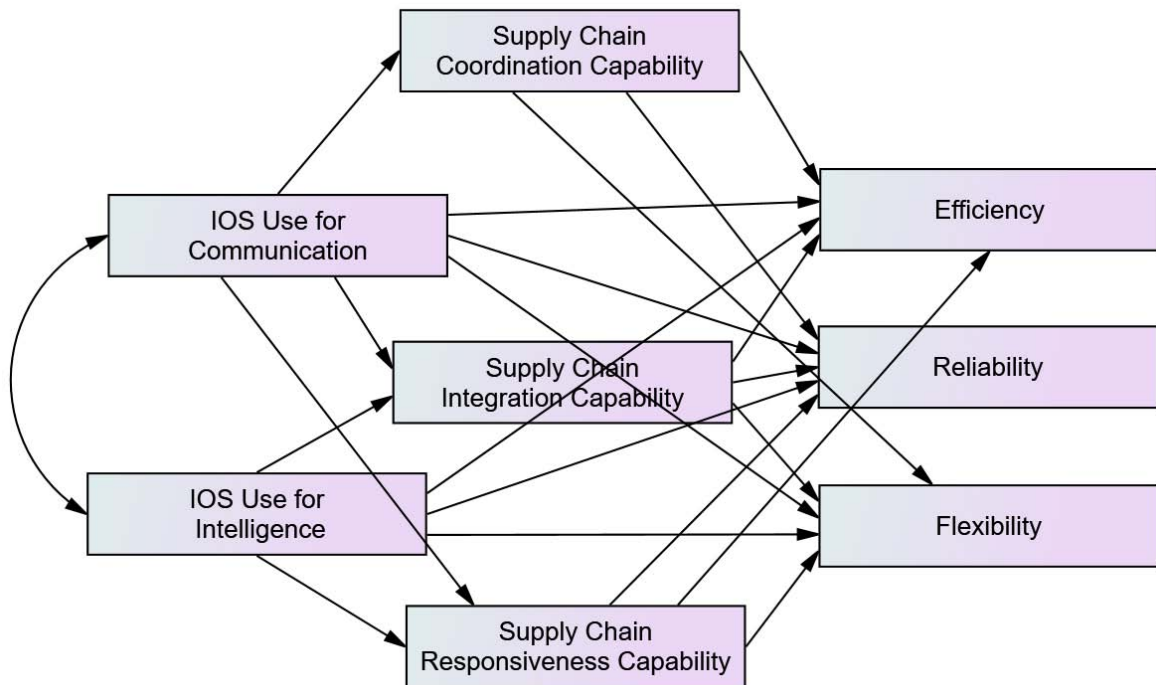 Supply Chain
Coordination Capability
IOS Use for
Communication
Efficiency
Supply Chain
Integration Capability
Reliability
IOS Use for
Intelligence
Flexibility
Supply Chain
Responsiveness Capability